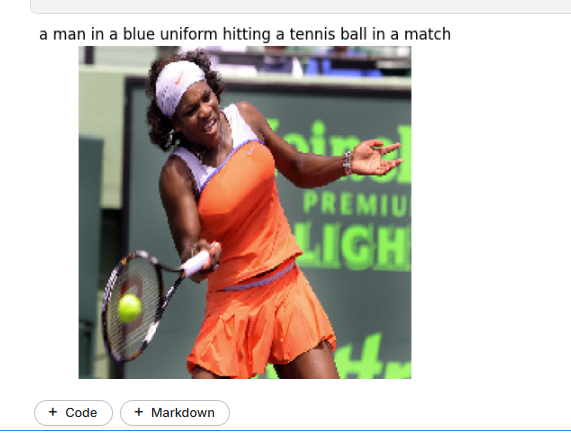 a man in a blue uniform hitting a tennis ball in a match
PREMIU
LIGH
+ Code
+ Markdown